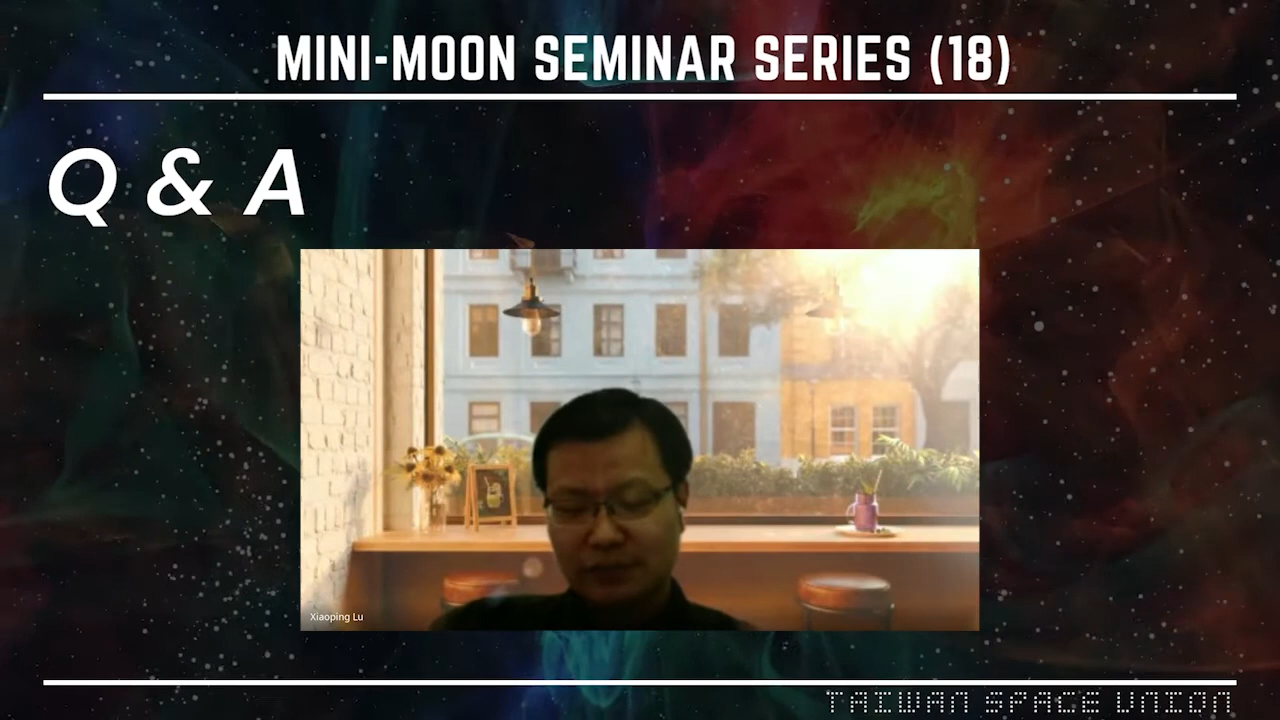 MINI-MOON SEMINAR SERIES (18)
Q & A
Xiaoping Lu
TAIWAN SPACE UNION